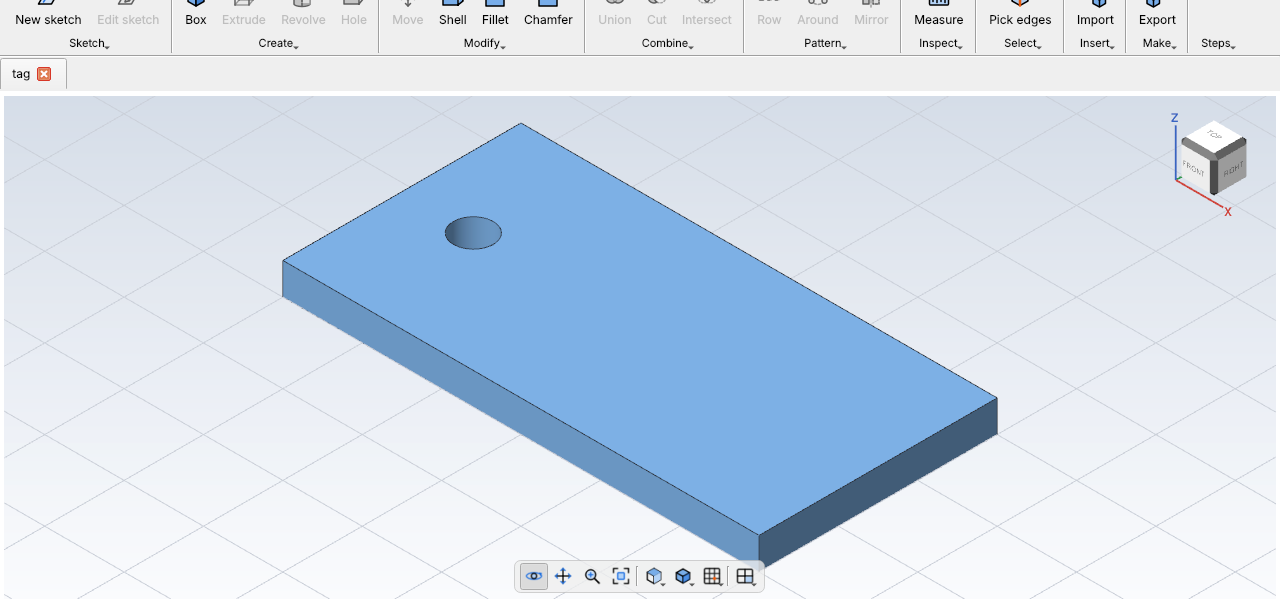 New sketch Edit sketch Box Extrude Revolve Hole Move Shell Fillet Chamfer Union Cut Intersect Row Around Mirror Measure Pick edges Import Export
Sketch Create Modify Combine Pattern Inspect Select Insert Make Steps
tag
Z
TOP
FRONT RIGHT
X